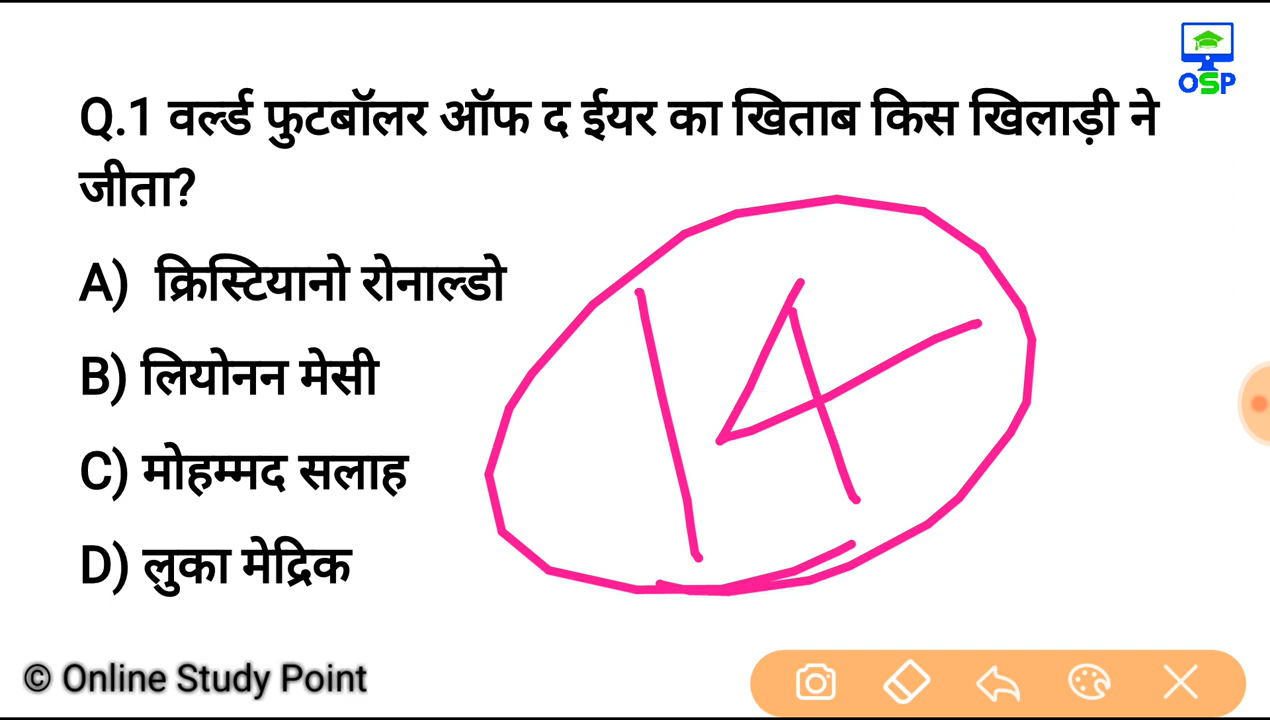 OSP
Q.1 वर्ल्ड फुटबॉलर ऑफ द ईयर का खिताब किस खिलाड़ी ने
जीता?
A) क्रिस्टियानो रोनाल्डो
B) लियोनन मेसी
C) मोहम्मद सलाह
D) लुका मेद्रिक
14
© Online Study Point